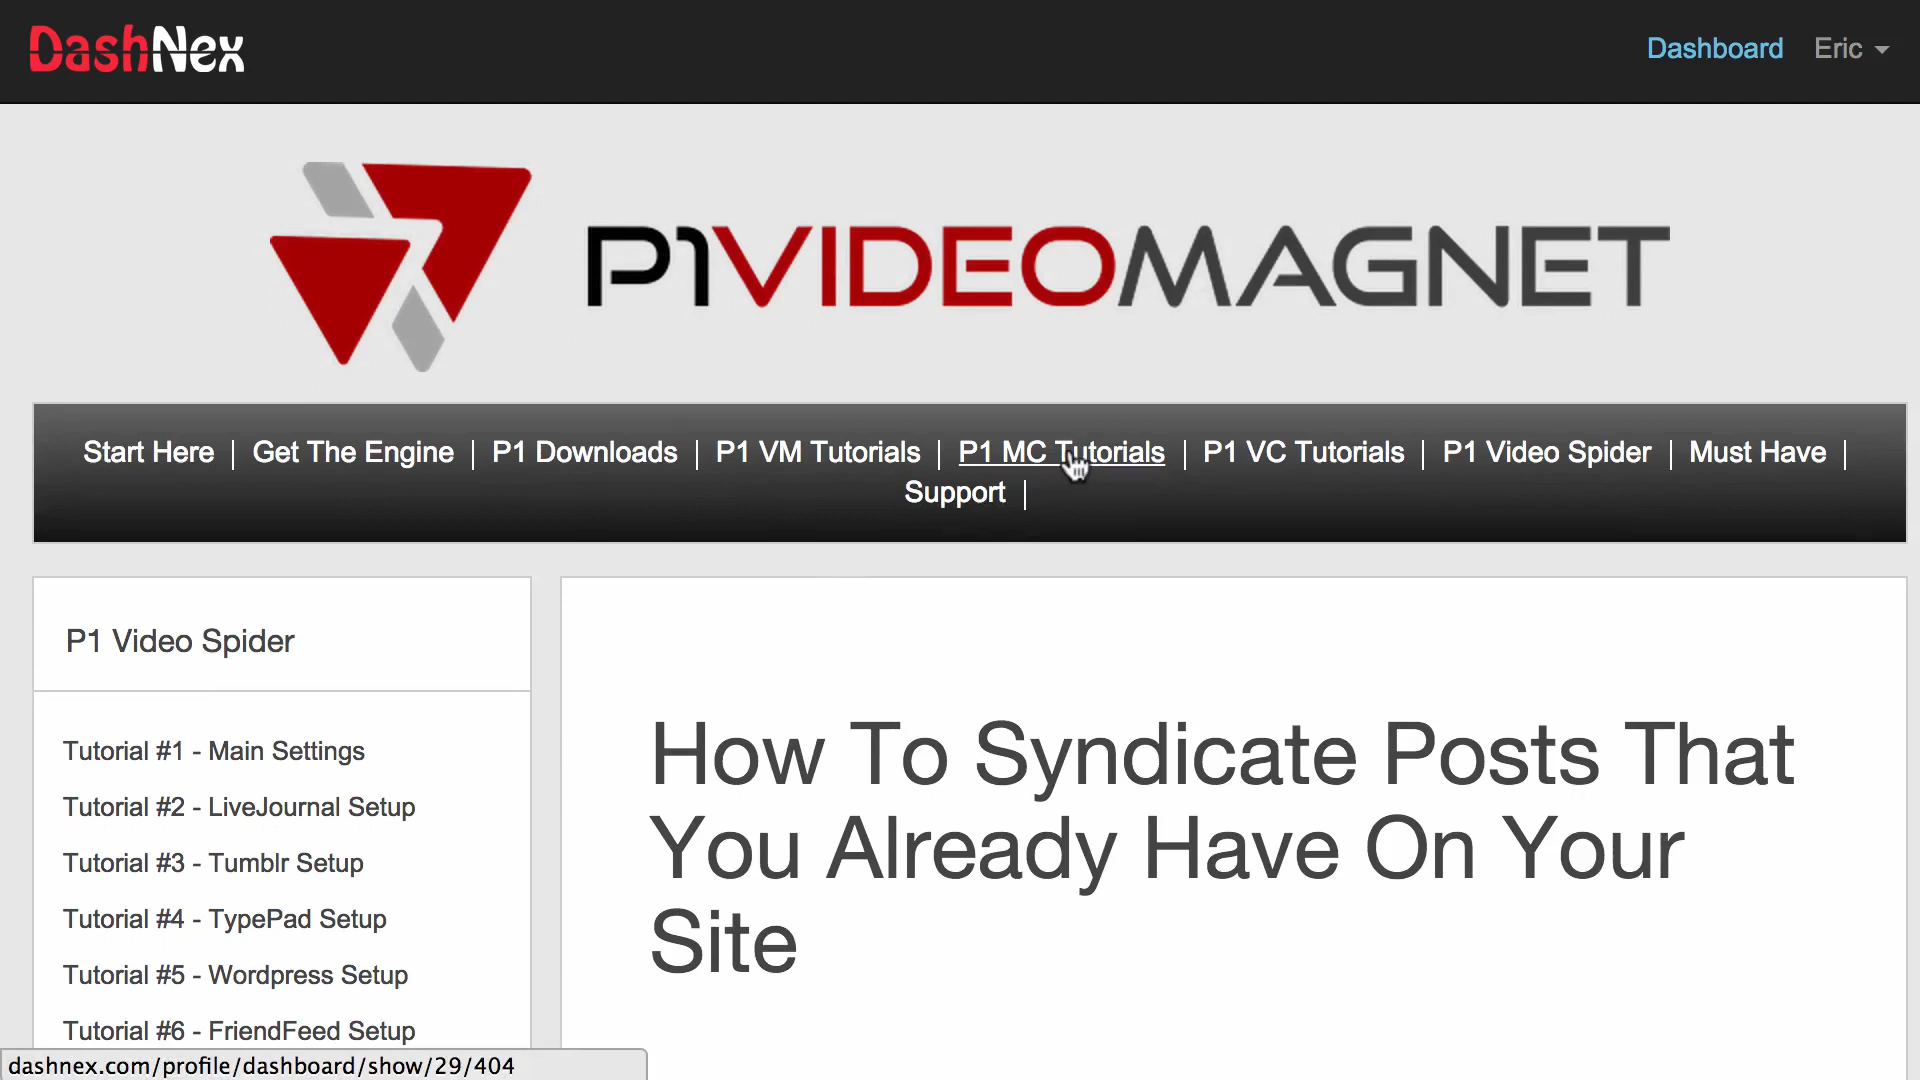 DashNex
Dashboard Eric
P1VIDEOMAGNET
Start Here | Get The Engine | P1 Downloads | P1 VM Tutorials | P1 MC Tutorials | P1 VC Tutorials | P1 Video Spider | Must Have |
Support |
P1 Video Spider
Tutorial #1 - Main Settings
Tutorial #2 - LiveJournal Setup
Tutorial #3 - Tumblr Setup
Tutorial #4 - TypePad Setup
Tutorial #5 - Wordpress Setup
Tutorial #6 - FriendFeed Setup
How To Syndicate Posts That
You Already Have On Your
Site
dashnex.com/profile/dashboard/show/29/404